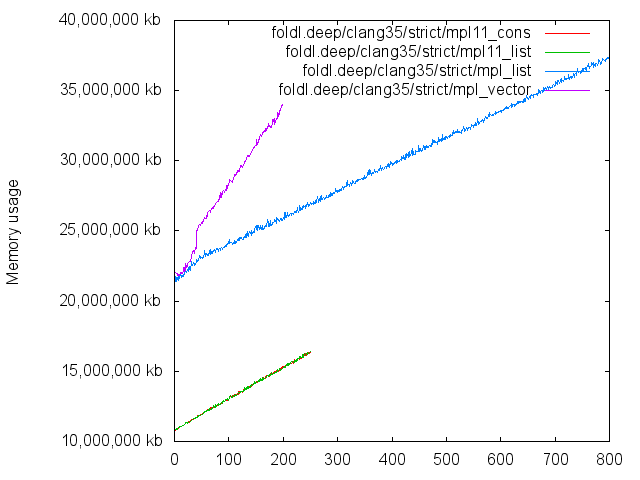 40,000,000 kb
35,000,000 kb
30,000,000 kb
25,000,000 kb
20,000,000 kb
15,000,000 kb
10,000,000 kb
Memory usage
foldl.deep/clang35/strict/mpl11_cons
foldl.deep/clang35/strict/mpl11_list
foldl.deep/clang35/strict/mpl_list
foldl.deep/clang35/strict/mpl_vector
0 100 200 300 400 500 600 700 800